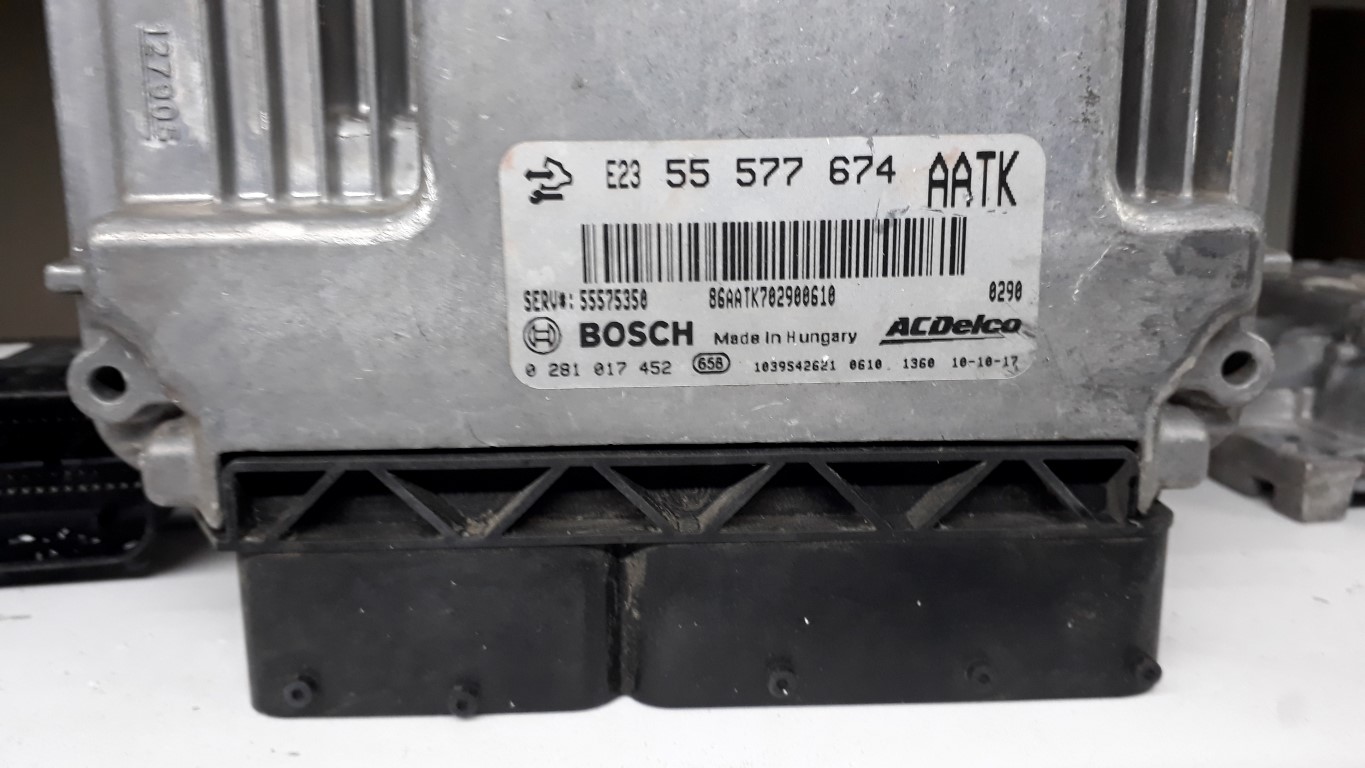 127005
E23 55 577 674 AATK
SERV#: 55575350 86AATK702900610 0290
BOSCH Made in Hungary ACDelco
0 281 017 452 658 1039S42621 0610 1360 10-10-17